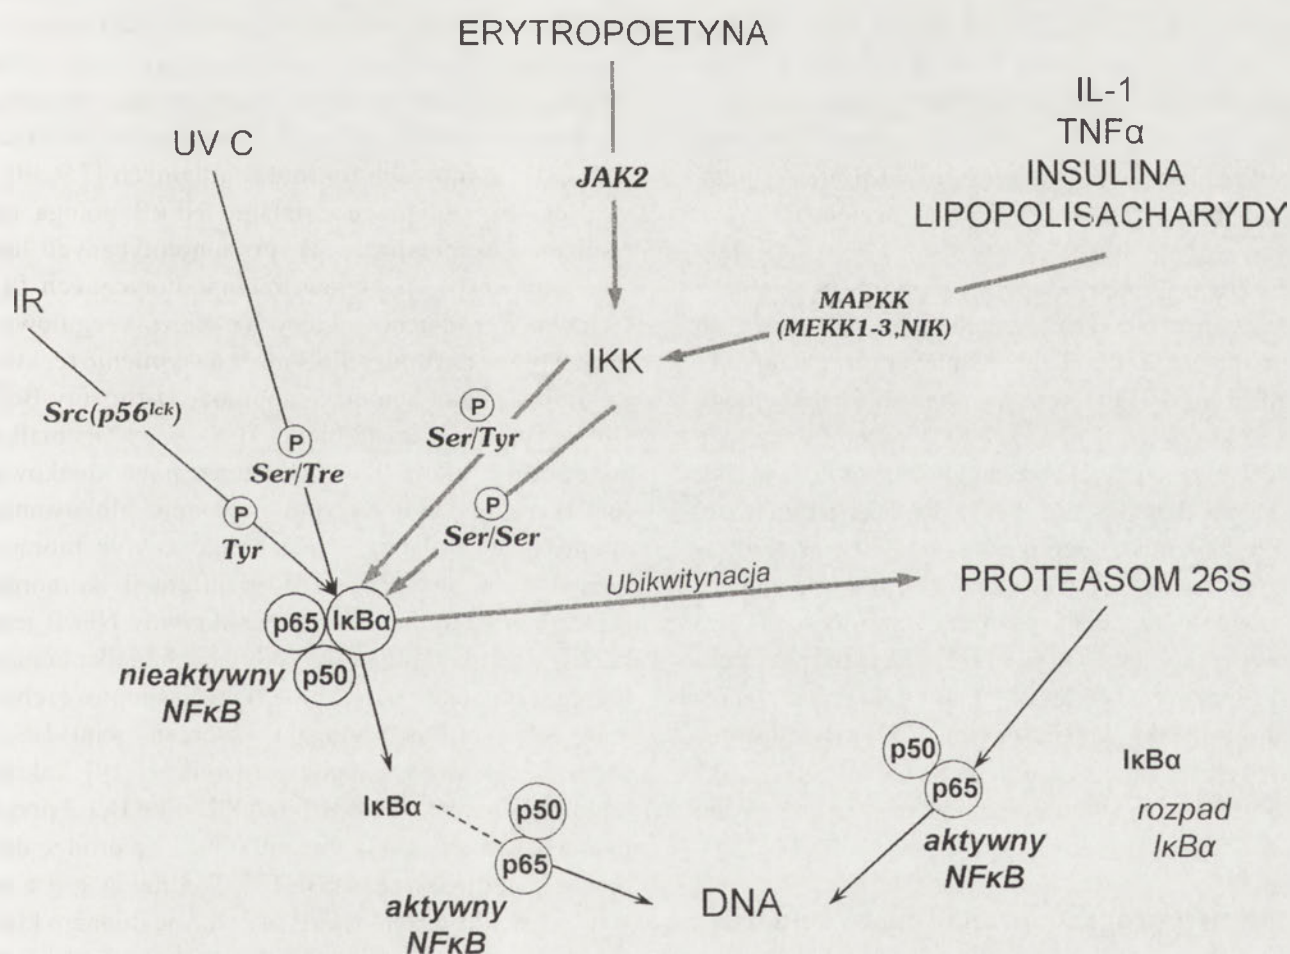 ERYTROPOETYNA
IL-1
TNFα
INSULINA
LIPOPOLISACHARYDY
UV C
JAK2
IR
MAPKK
(MEKK1-3,NIK)
IKK
Src(p56lck)
P
Ser/Tyr
P
Ser/Tre
P
Ser/Ser
P
Tyr
Ubikwitynacja
PROTEASOM 26S
p65
IκBα
p50
nieaktywny
NFκB
p50
p65
aktywny
NFκB
IκBα
rozpad
IκBα
IκBα
p50
p65
aktywny
NFκB
DNA